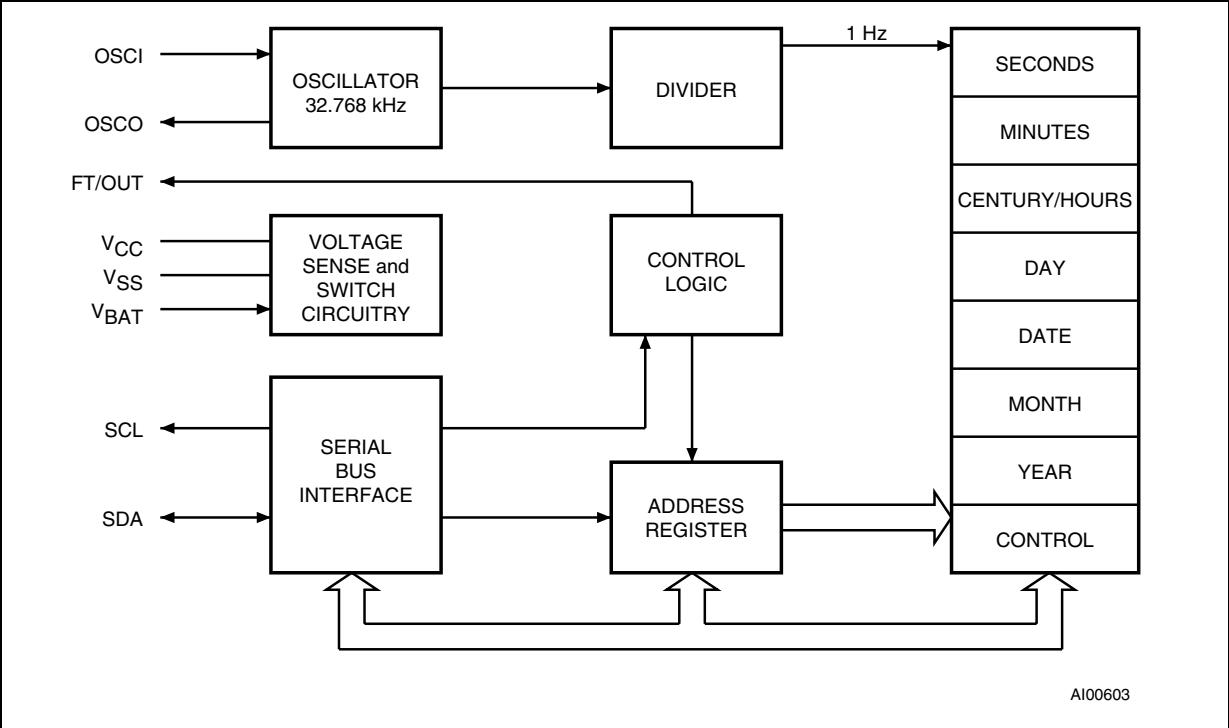 OSCI
OSCO
OSCILLATOR
32.768 kHz
DIVIDER
1 Hz
FT/OUT
VCC
VSS
VBAT
VOLTAGE
SENSE and
SWITCH
CIRCUITRY
CONTROL
LOGIC
SCL
SDA
SERIAL
BUS
INTERFACE
ADDRESS
REGISTER
SECONDS
MINUTES
CENTURY/HOURS
DAY
DATE
MONTH
YEAR
CONTROL
AI00603